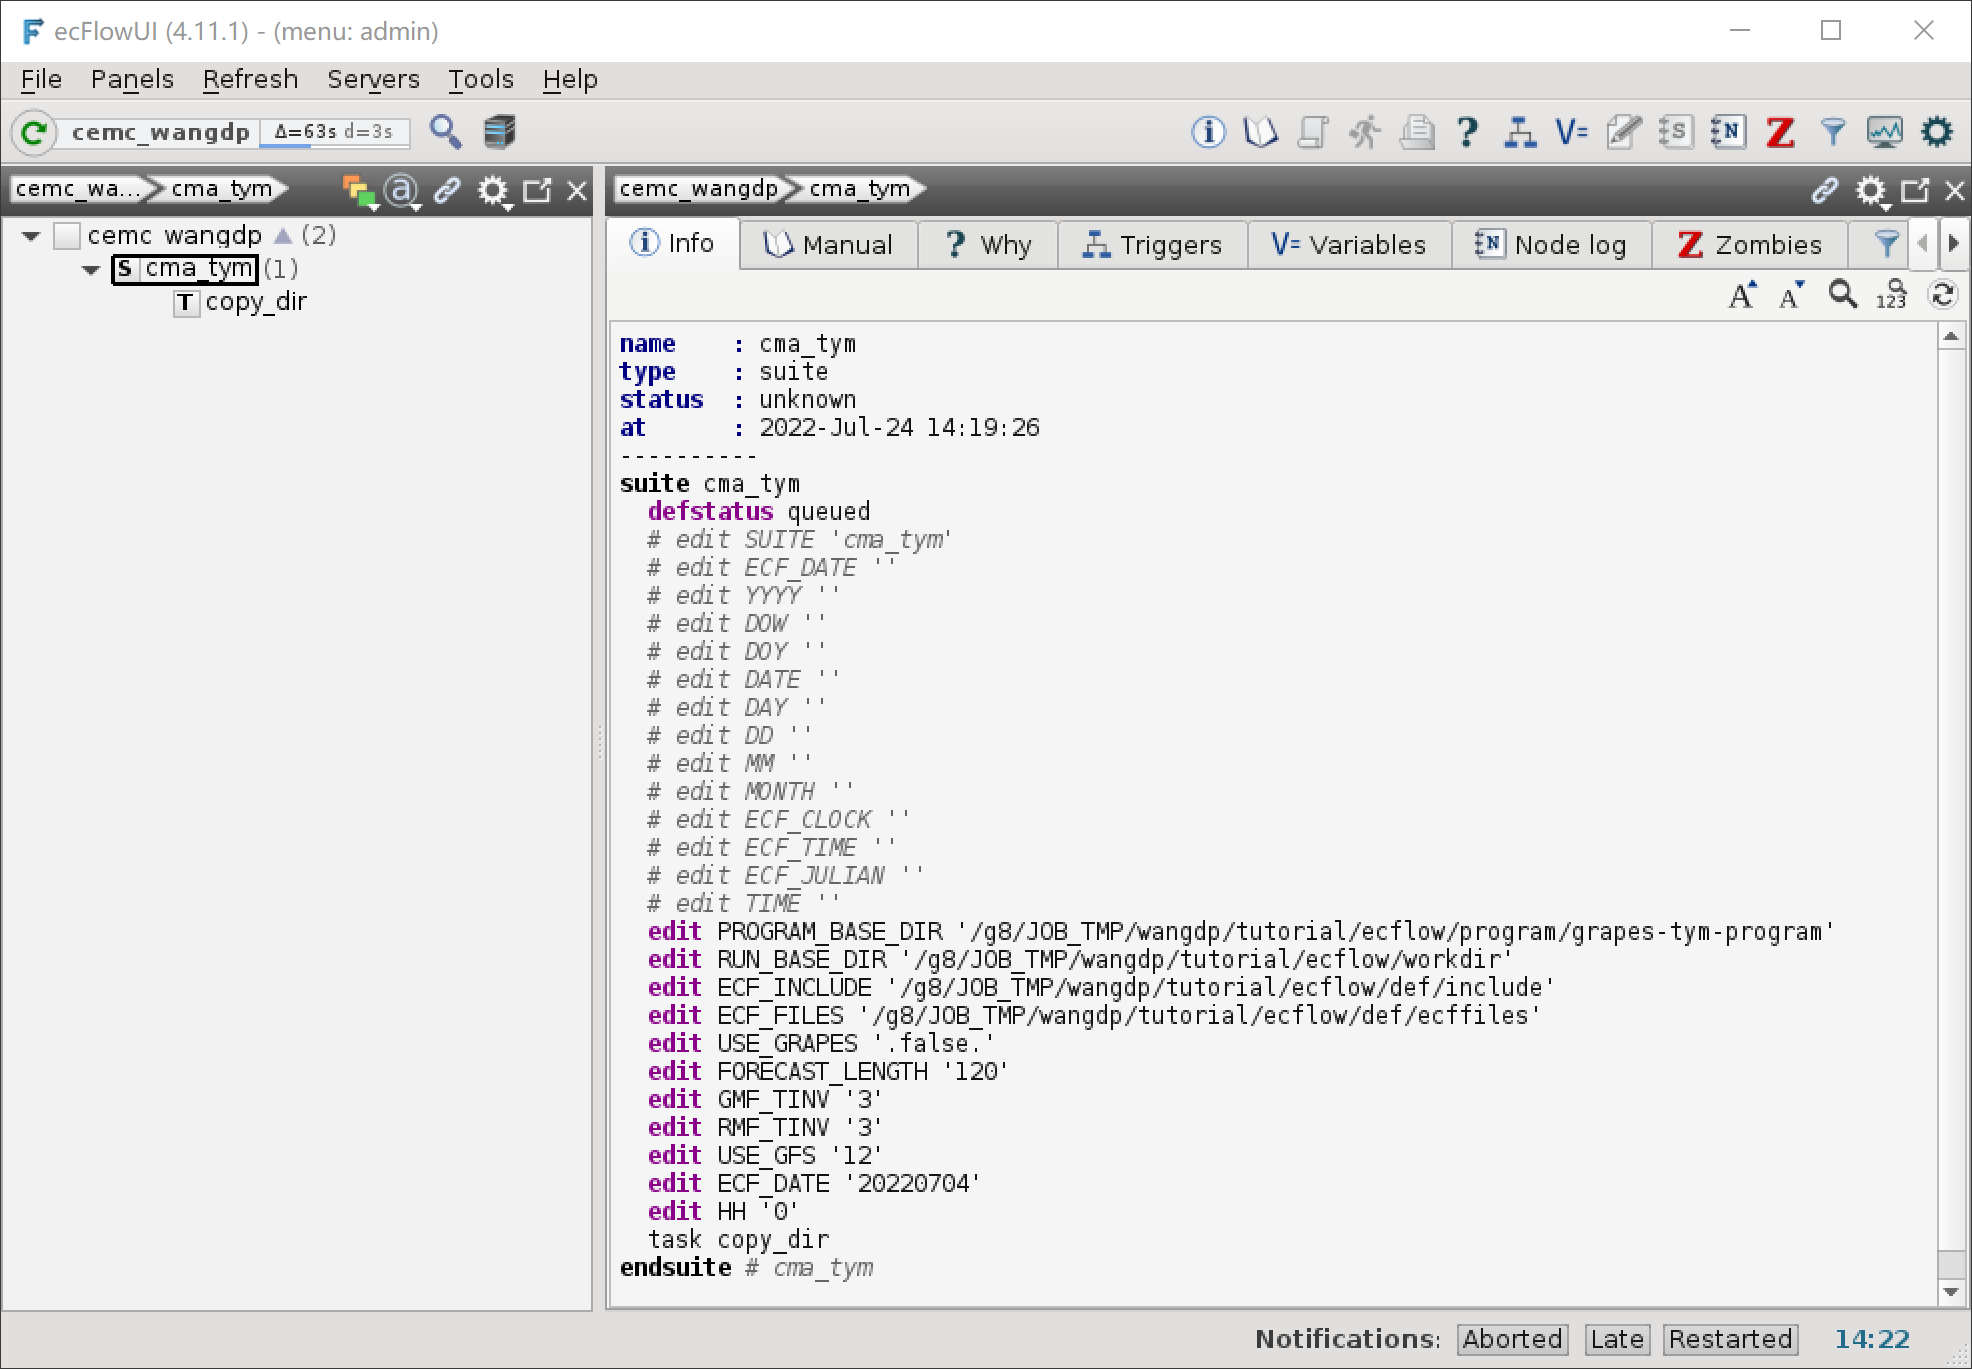 ecFlowUI (4.11.1) - (menu: admin)
File Panels Refresh Servers Tools Help
cemc_wangdp Δ=63s d=3s
cemc_wa... cma_tym
cemc_wangdp (2)
S cma_tym (1)
T copy_dir
cemc_wangdp cma_tym
Info Manual Why Triggers Variables Node log Zombies
name : cma_tym
type : suite
status : unknown
at : 2022-Jul-24 14:19:26
----------
suite cma_tym
defstatus queued
# edit SUITE 'cma_tym'
# edit ECF_DATE ''
# edit YYYY ''
# edit DOW ''
# edit DOY ''
# edit DATE ''
# edit DAY ''
# edit DD ''
# edit MM ''
# edit MONTH ''
# edit ECF_CLOCK ''
# edit ECF_TIME ''
# edit ECF_JULIAN ''
# edit TIME ''
edit PROGRAM_BASE_DIR '/g8/JOB_TMP/wangdp/tutorial/ecflow/program/grapes-tym-program'
edit RUN_BASE_DIR '/g8/JOB_TMP/wangdp/tutorial/ecflow/workdir'
edit ECF_INCLUDE '/g8/JOB_TMP/wangdp/tutorial/ecflow/def/include'
edit ECF_FILES '/g8/JOB_TMP/wangdp/tutorial/ecflow/def/ecffiles'
edit USE_GRAPES '.false.'
edit FORECAST_LENGTH '120'
edit GMF_TINV '3'
edit RMF_TINV '3'
edit USE_GFS '12'
edit ECF_DATE '20220704'
edit HH '0'
task copy_dir
endsuite # cma_tym
Notifications: Aborted Late Restarted 14:22